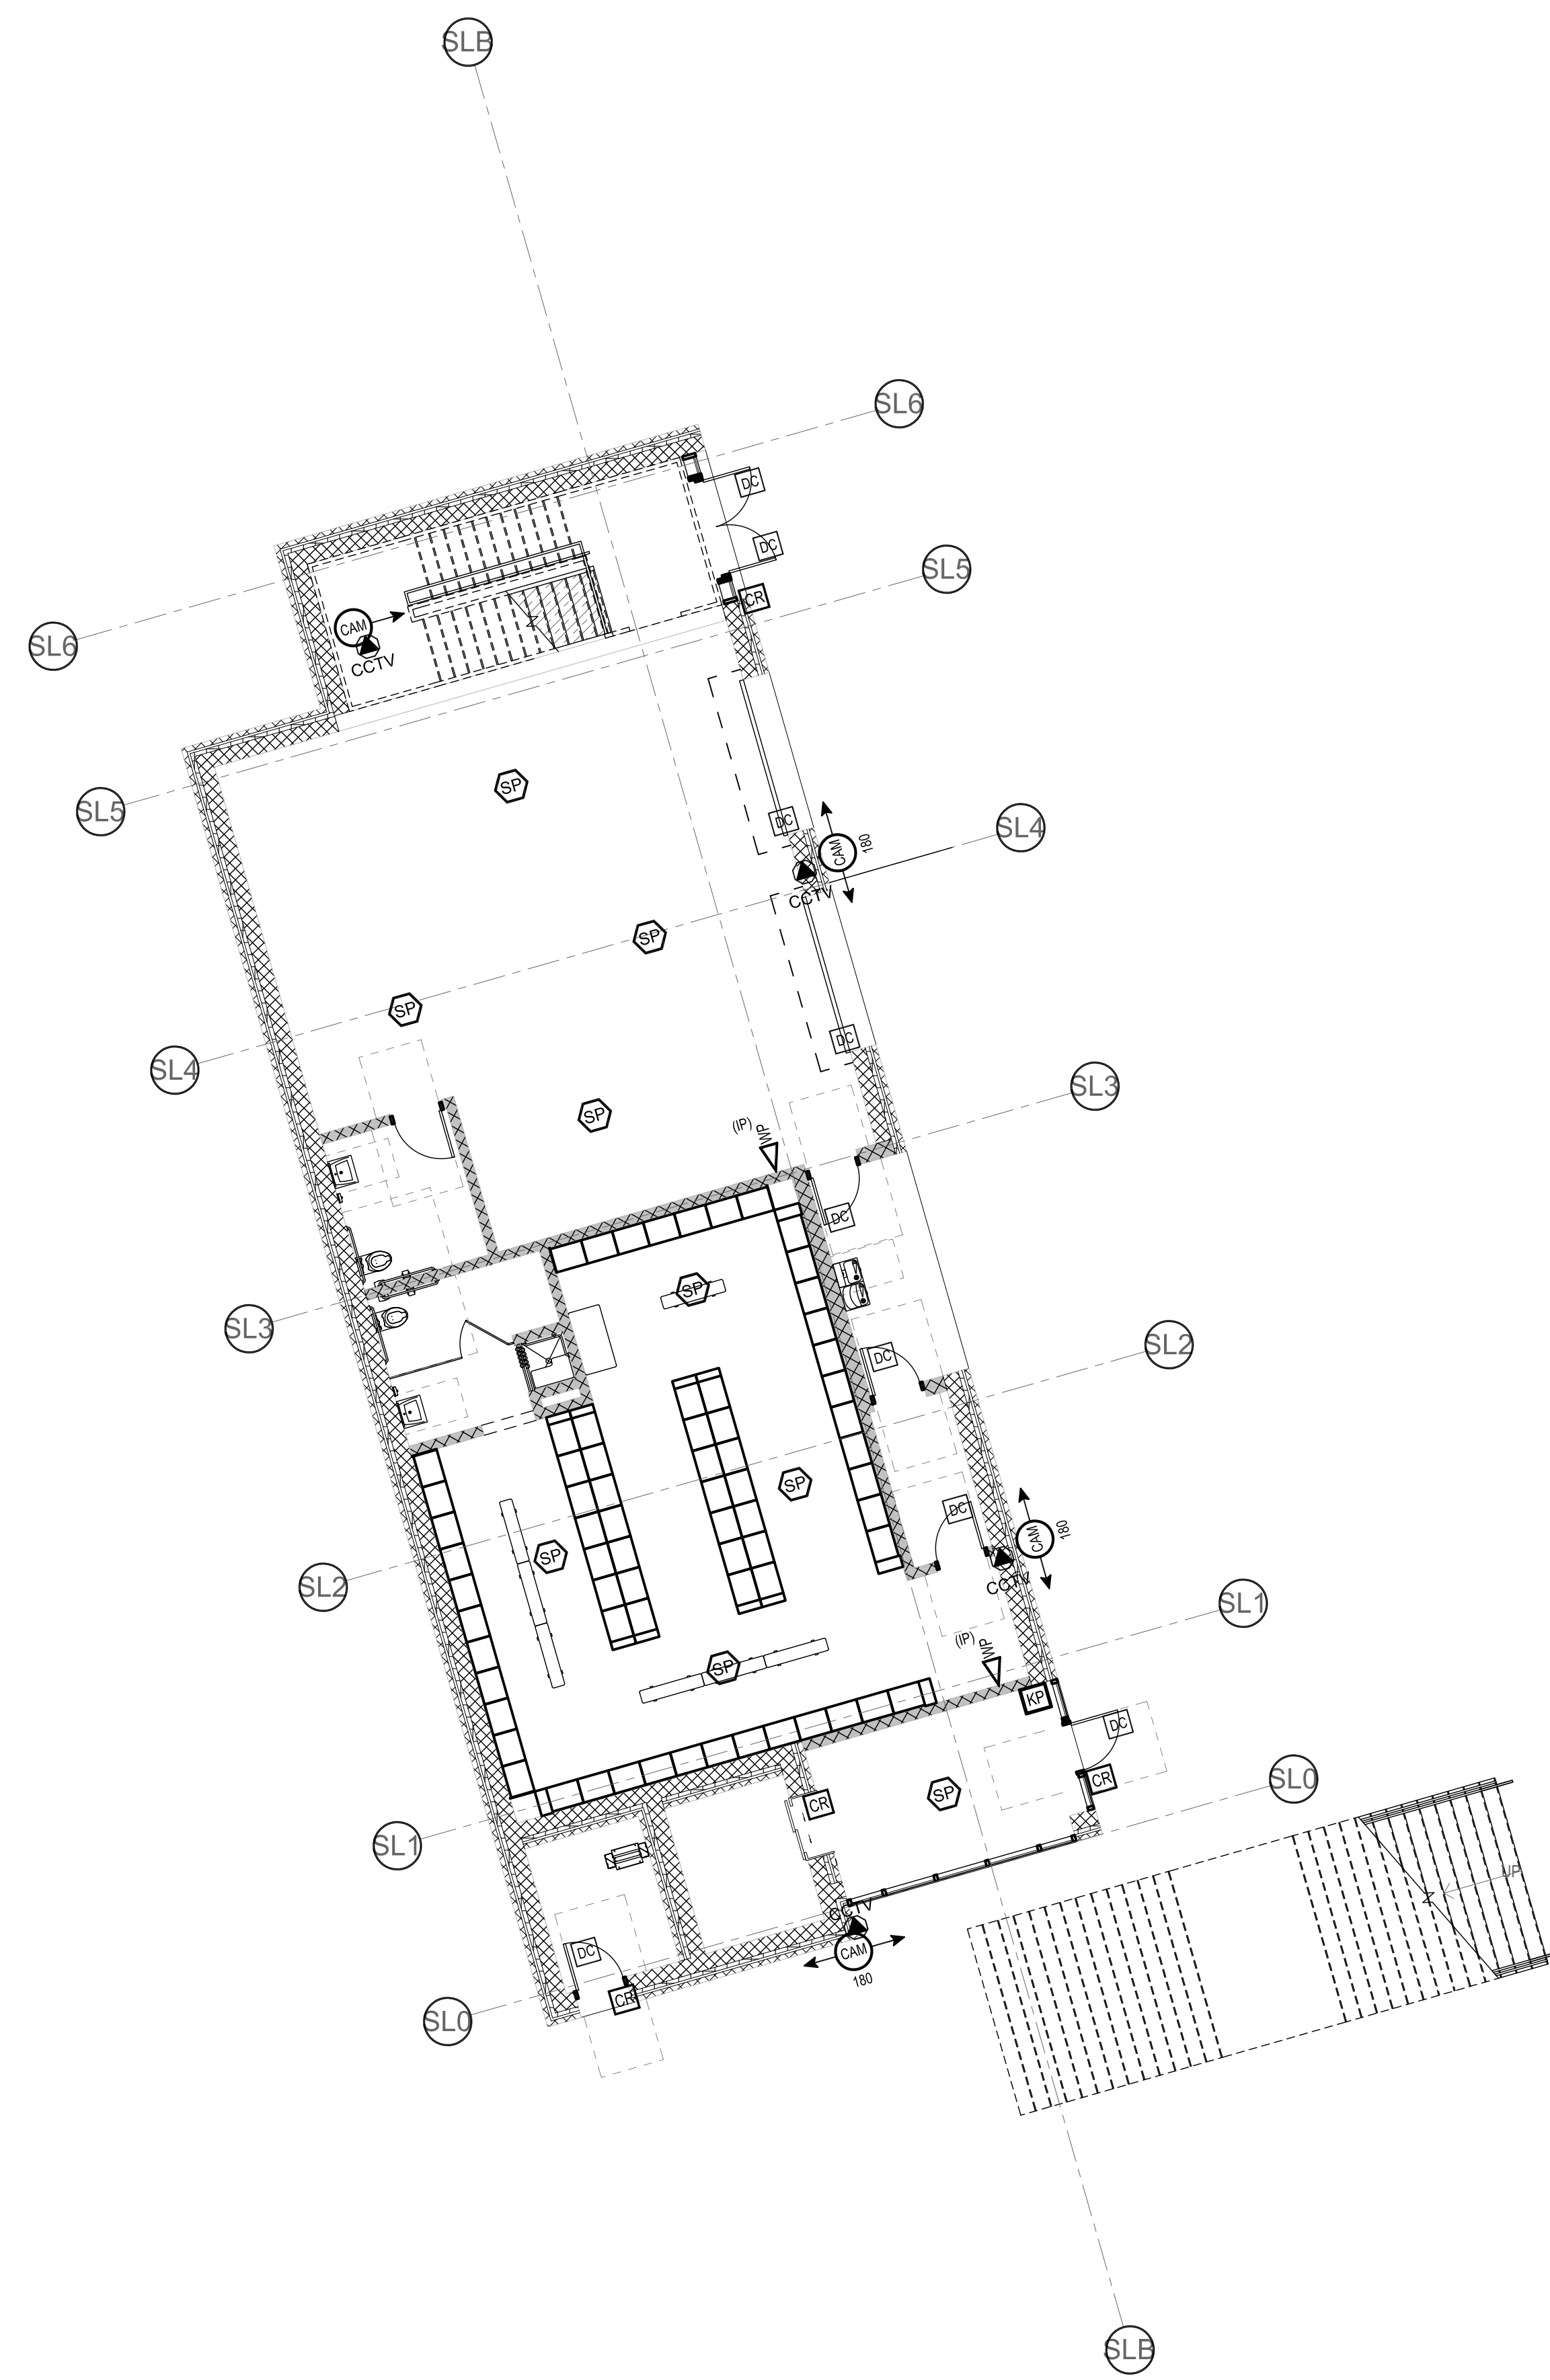 SLB
SL6
DC
DC
SL5
CR
CAM
SL6
CCTV
SP
SL5
DC
SL4
CAM
180
CCTV
SP
SP
DC
SL4
SL3
SP
(IP)
WP
DC
SP
SL3
SL2
DC
SP
DC
CAM
180
SP
CCTV
SL2
SL1
(IP)
WP
SP
KP
DC
CR
SL0
SP
CR
SL1
UP
CCTV
CAM
180
DC
CR
SL0
SLB